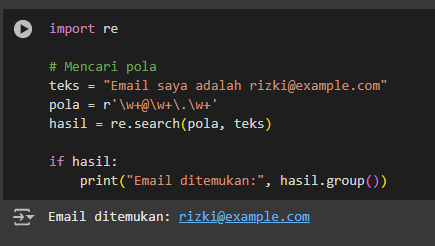 import re
# Mencari pola
teks = "Email saya adalah rizki@example.com"
pola = r'\w+@\w+\.\w+'
hasil = re.search(pola, teks)
if hasil:
    print("Email ditemukan:", hasil.group())
Email ditemukan: rizki@example.com